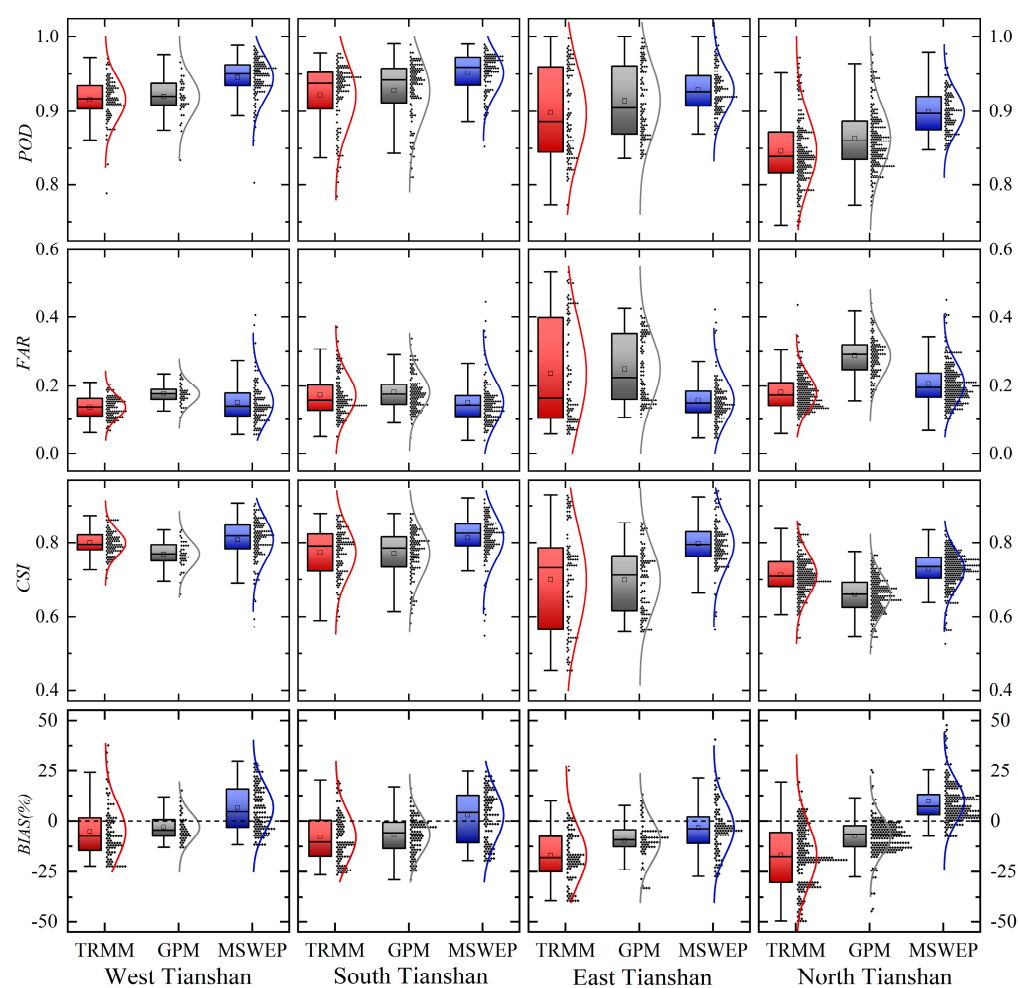 1.0 1.0
POD
0.9 0.9
0.8 0.8
0.6 0.6
FAR
0.4 0.4
0.2 0.2
0.0 0.0
CSI
0.8 0.8
0.6 0.6
0.4 0.4
BIAS(%)
50 50
25 25
0 0
-25 -25
-50 -50
TRMM GPM MSWEP TRMM GPM MSWEP TRMM GPM MSWEP TRMM GPM MSWEP
West Tianshan South Tianshan East Tianshan North Tianshan